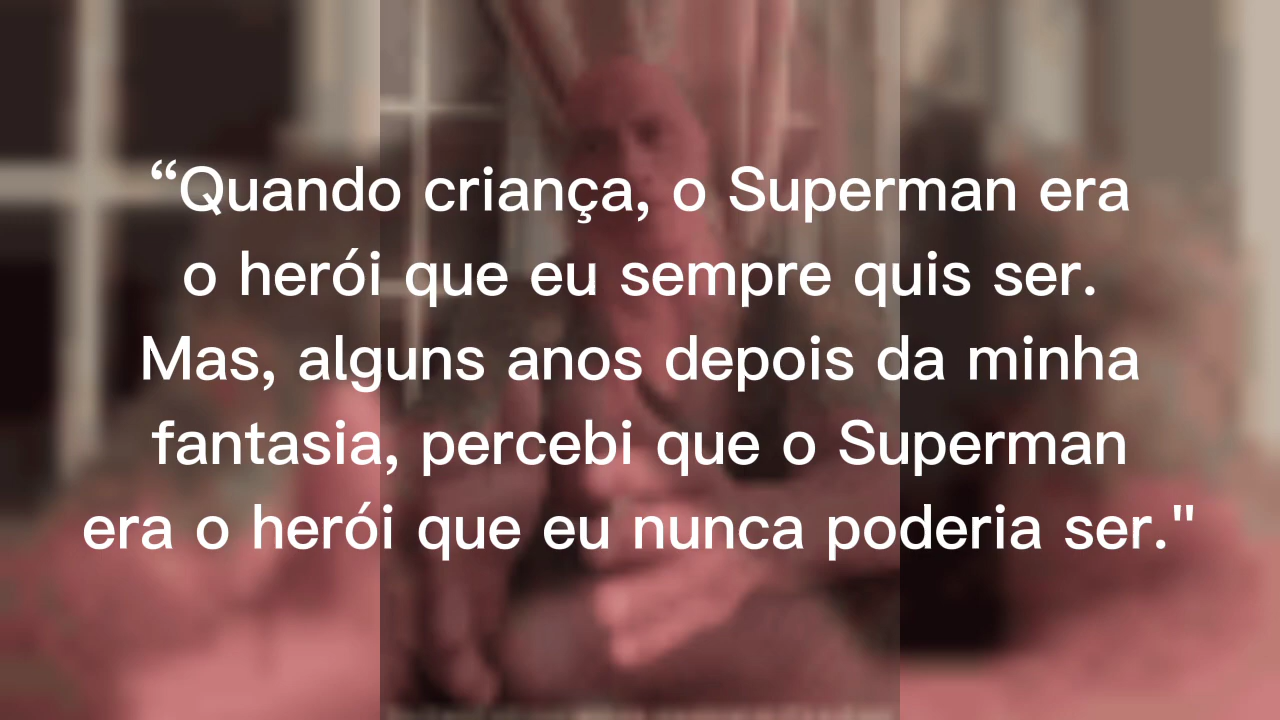 “Quando criança, o Superman era
o herói que eu sempre quis ser.
Mas, alguns anos depois da minha
fantasia, percebi que o Superman
era o herói que eu nunca poderia ser."